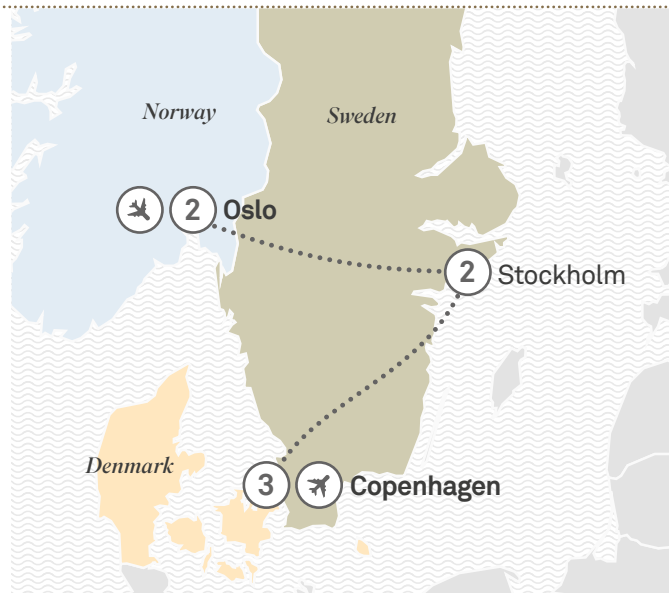 Norway
Sweden
2 Oslo
2 Stockholm
Denmark
3 Copenhagen